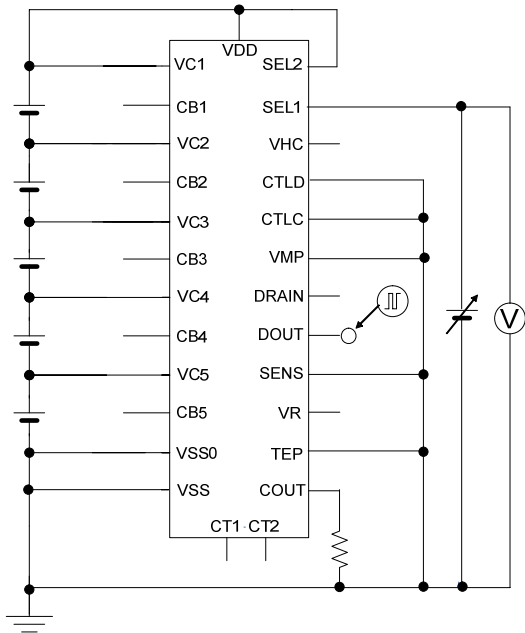 VDD
VC1 SEL2
CB1 SEL1
VC2 VHC
CB2 CTLD
VC3 CTLC
CB3 VMP
VC4 DRAIN
CB4 DOUT
VC5 SENS
CB5 VR
VSS0 TEP
VSS COUT
CT1 CT2
V